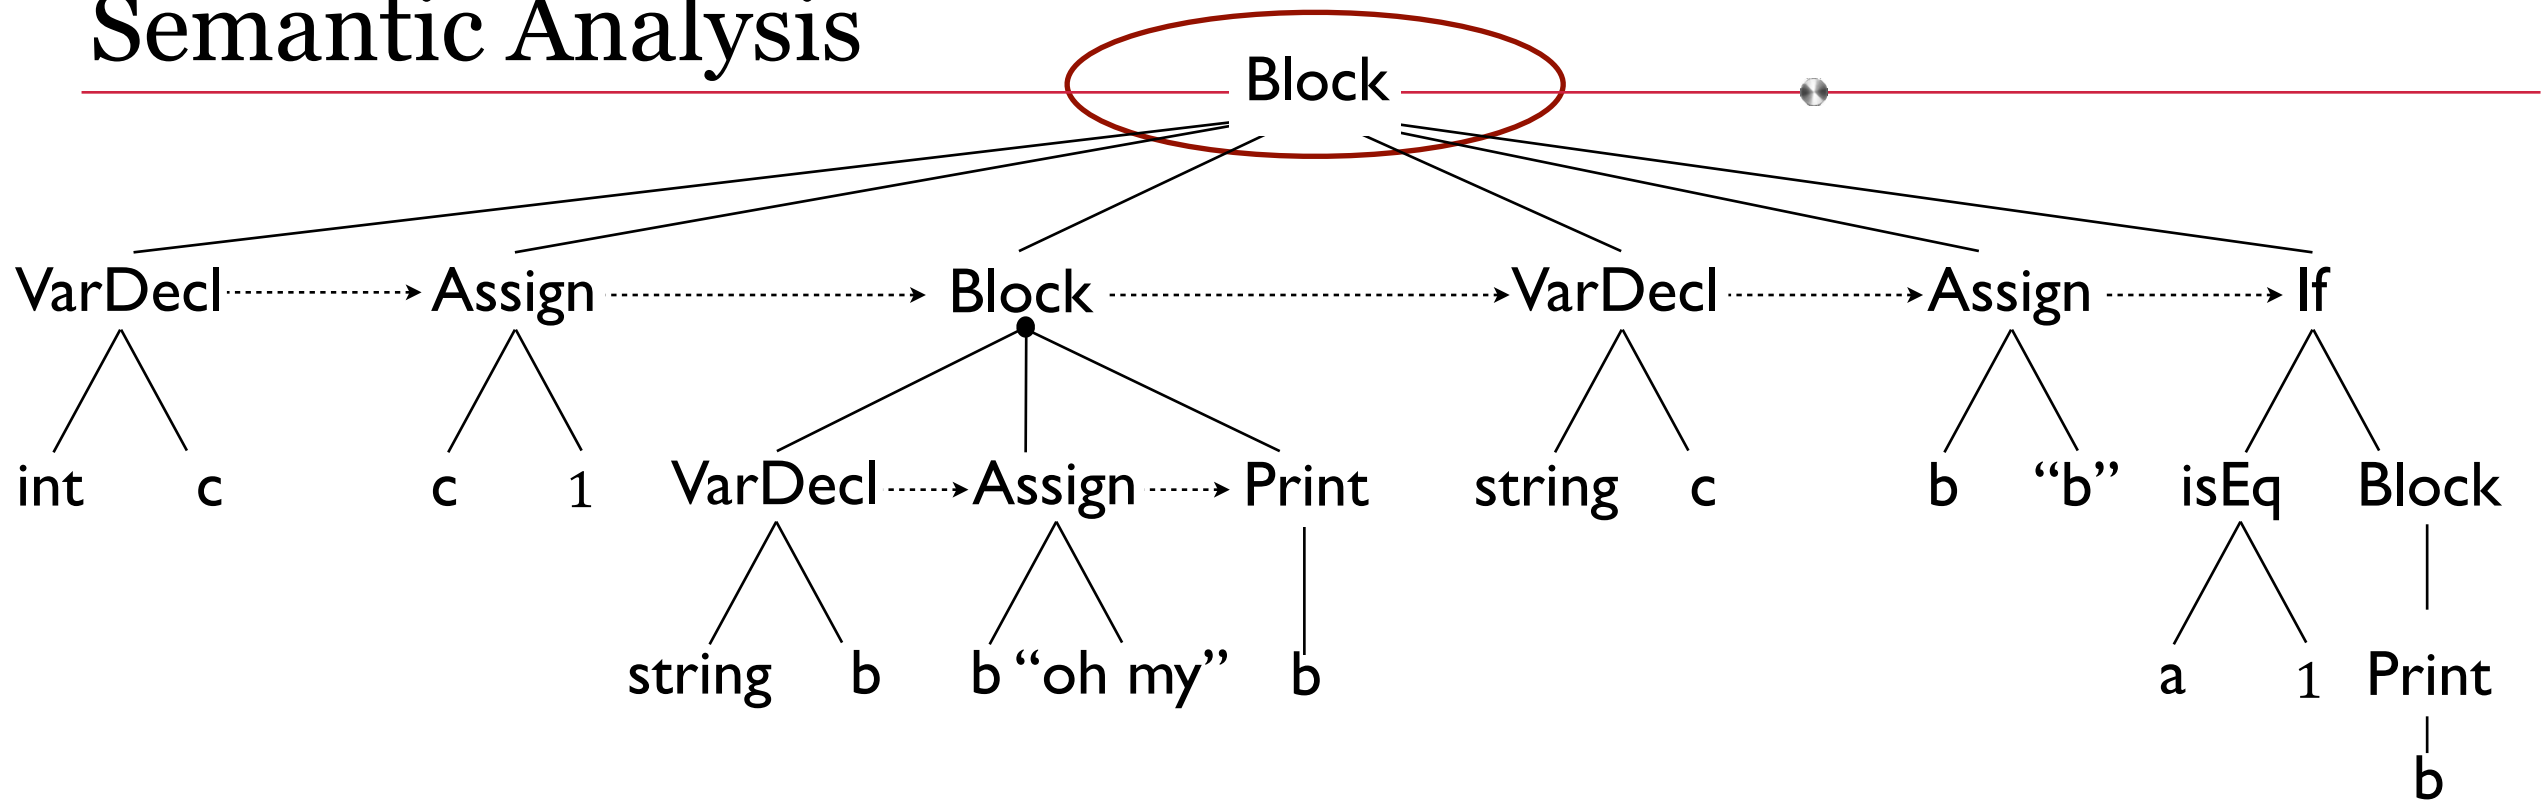 Semantic Analysis
Block
VarDecl Assign Block VarDecl Assign If
int c c 1 VarDecl Assign Print string c b “b” isEq Block
string b b “oh my” b a 1 Print
b